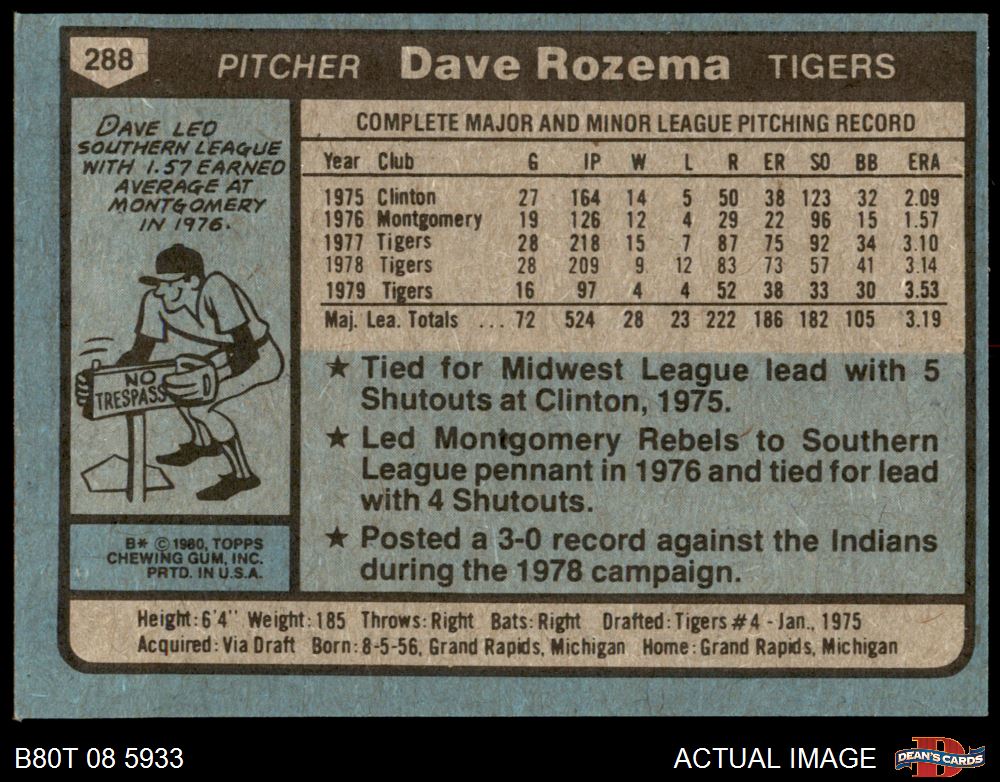 288 PITCHER Dave Rozema TIGERS
DAVE LED
SOUTHERN LEAGUE
WITH 1.57 EARNED
AVERAGE AT
MONTGOMERY
IN 1976.
NO
TRESPASS
B* © 1980, TOPPS
CHEWING GUM, INC.
PRTD. IN U.S.A.
COMPLETE MAJOR AND MINOR LEAGUE PITCHING RECORD
Year Club G IP W L R ER SO BB ERA
1975 Clinton 27 164 14 5 50 38 123 32 2.09
1976 Montgomery 19 126 12 4 29 22 96 15 1.57
1977 Tigers 28 218 15 7 87 75 92 34 3.10
1978 Tigers 28 209 9 12 83 73 57 41 3.14
1979 Tigers 16 97 4 4 52 38 33 30 3.53
Maj. Lea. Totals ... 72 524 28 23 222 186 182 105 3.19
★ Tied for Midwest League lead with 5
Shutouts at Clinton, 1975.
★ Led Montgomery Rebels to Southern
League pennant in 1976 and tied for lead
with 4 Shutouts.
★ Posted a 3-0 record against the Indians
during the 1978 campaign.
Height: 6'4'' Weight: 185 Throws: Right Bats: Right Drafted: Tigers #4 - Jan., 1975
Acquired: Via Draft Born: 8-5-56, Grand Rapids, Michigan Home: Grand Rapids, Michigan
B80T 08 5933 ACTUAL IMAGE D DEAN'S CARDS